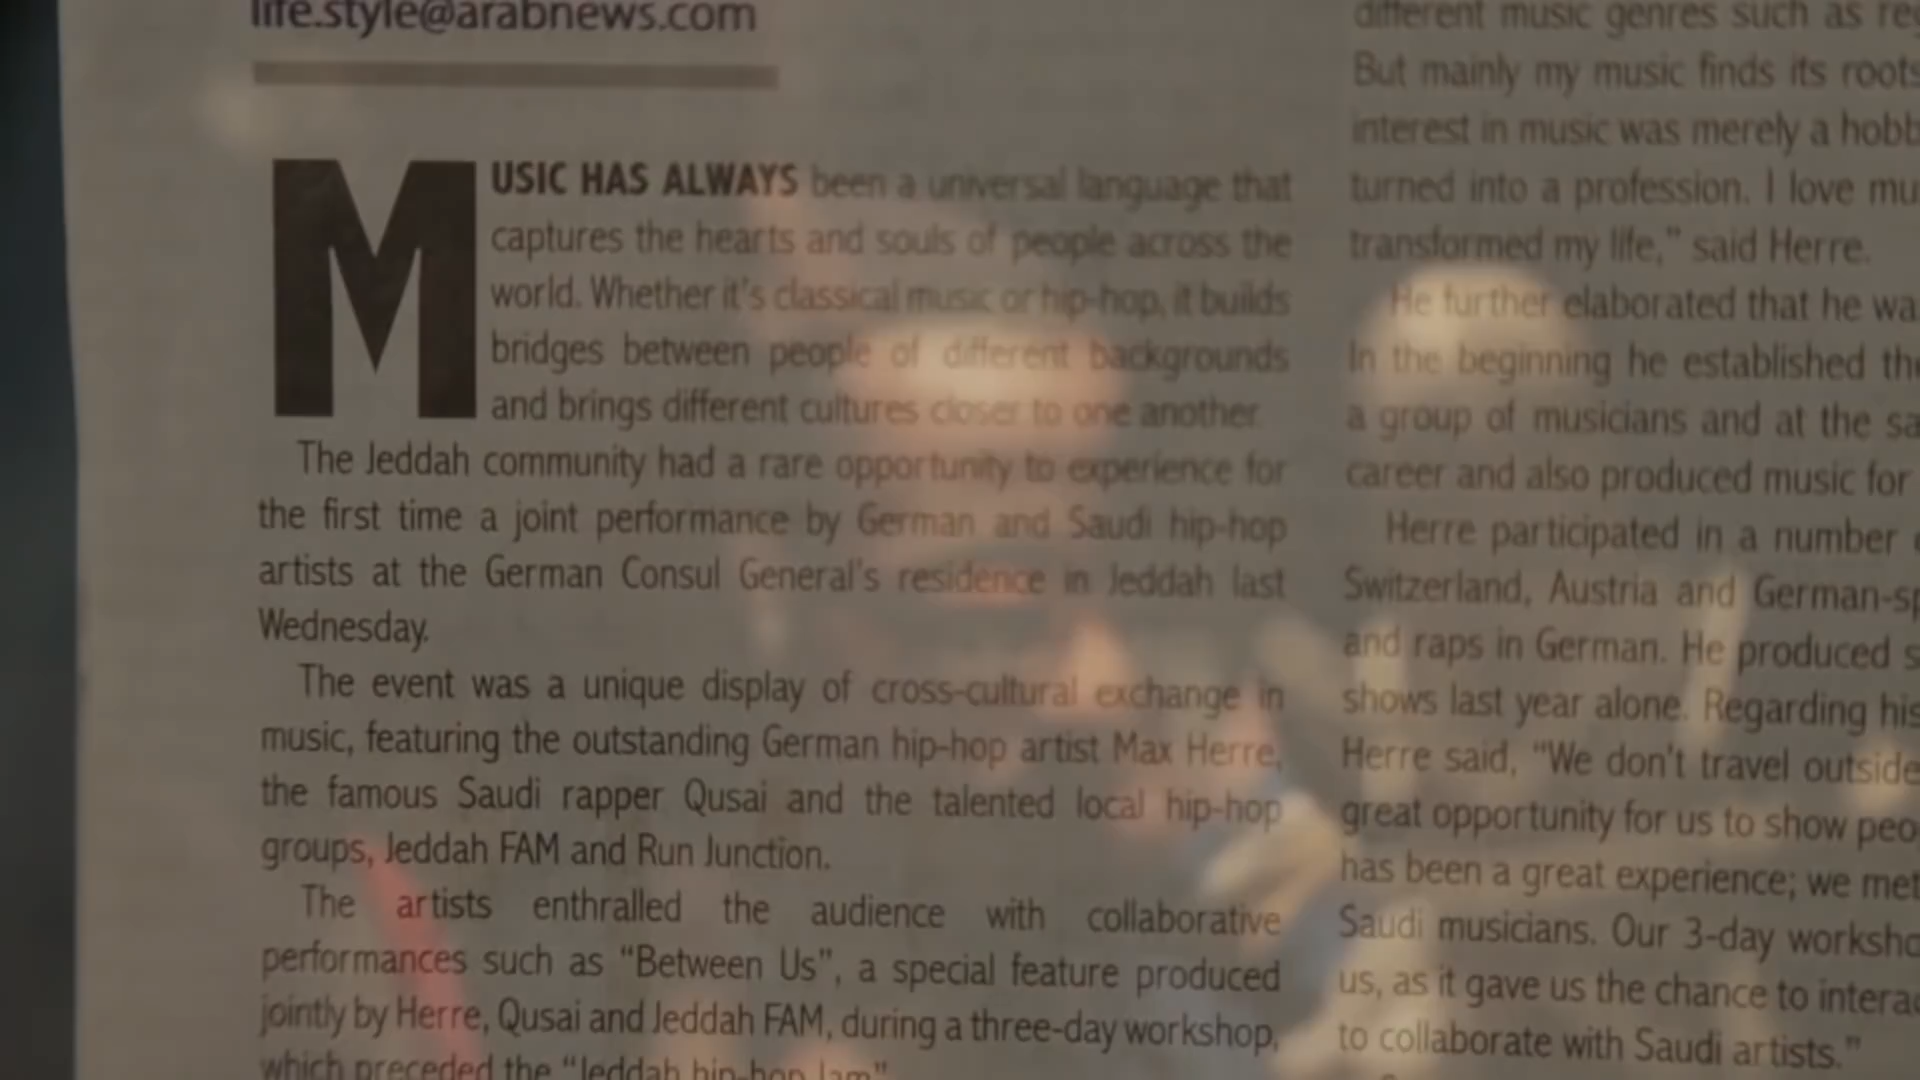 life.style@arabnews.com
MUSIC HAS ALWAYS been a universal language that
captures the hearts and souls of people across the
world. Whether it's classical music or hip-hop, it builds
bridges between people of different backgrounds
and brings different cultures closer to one another.
The Jeddah community had a rare opportunity to experience for
the first time a joint performance by German and Saudi hip-hop
artists at the German Consul General's residence in Jeddah last
Wednesday.
The event was a unique display of cross-cultural exchange in
music, featuring the outstanding German hip-hop artist Max Herre,
the famous Saudi rapper Qusai and the talented local hip-hop
groups, Jeddah FAM and Run Junction.
The artists enthralled the audience with collaborative
performances such as “Between Us”, a special feature produced
jointly by Herre, Qusai and Jeddah FAM, during a three-day workshop,
which preceded the “Jeddah hip-hop Jam”
different music genres such as
But mainly my music finds its roots
interest in music was merely a
turned into a profession. I love
transformed my life,” said Herre.
He further elaborated that he
In the beginning he established
a group of musicians and at the
career and also produced music for
Herre participated in a number
Switzerland, Austria and
and raps in German. He produced
shows last year alone. Regarding his
Herre said, “We don't travel outside
great opportunity for us to show
has been a great experience; we met
Saudi musicians. Our 3-day
us, as it gave us the chance to
to collaborate with Saudi artists.”